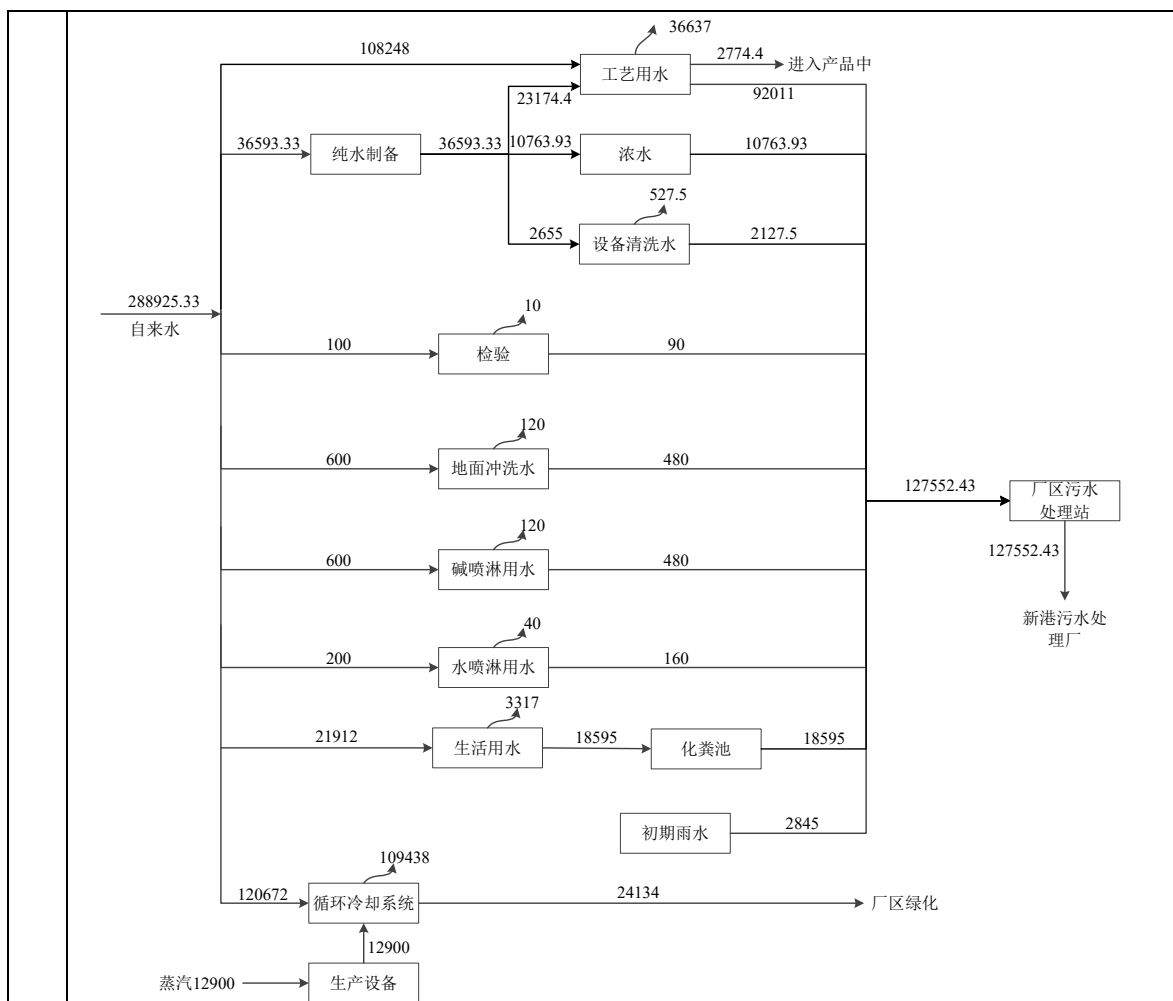 36637
108248
2774.4
工艺用水
进入产品中
23174.4
92011
36593.33
纯水制备
36593.33
10763.93
浓水
10763.93
527.5
2655
设备清洗水
2127.5
288925.33
自来水
10
100
检验
90
120
600
地面冲洗水
480
127552.43
厂区污水
处理站
120
127552.43
600
碱喷淋用水
480
新港污水处
理厂
40
200
水喷淋用水
160
3317
21912
生活用水
18595
化粪池
18595
初期雨水
2845
109438
120672
循环冷却系统
24134
厂区绿化
12900
蒸汽12900
生产设备